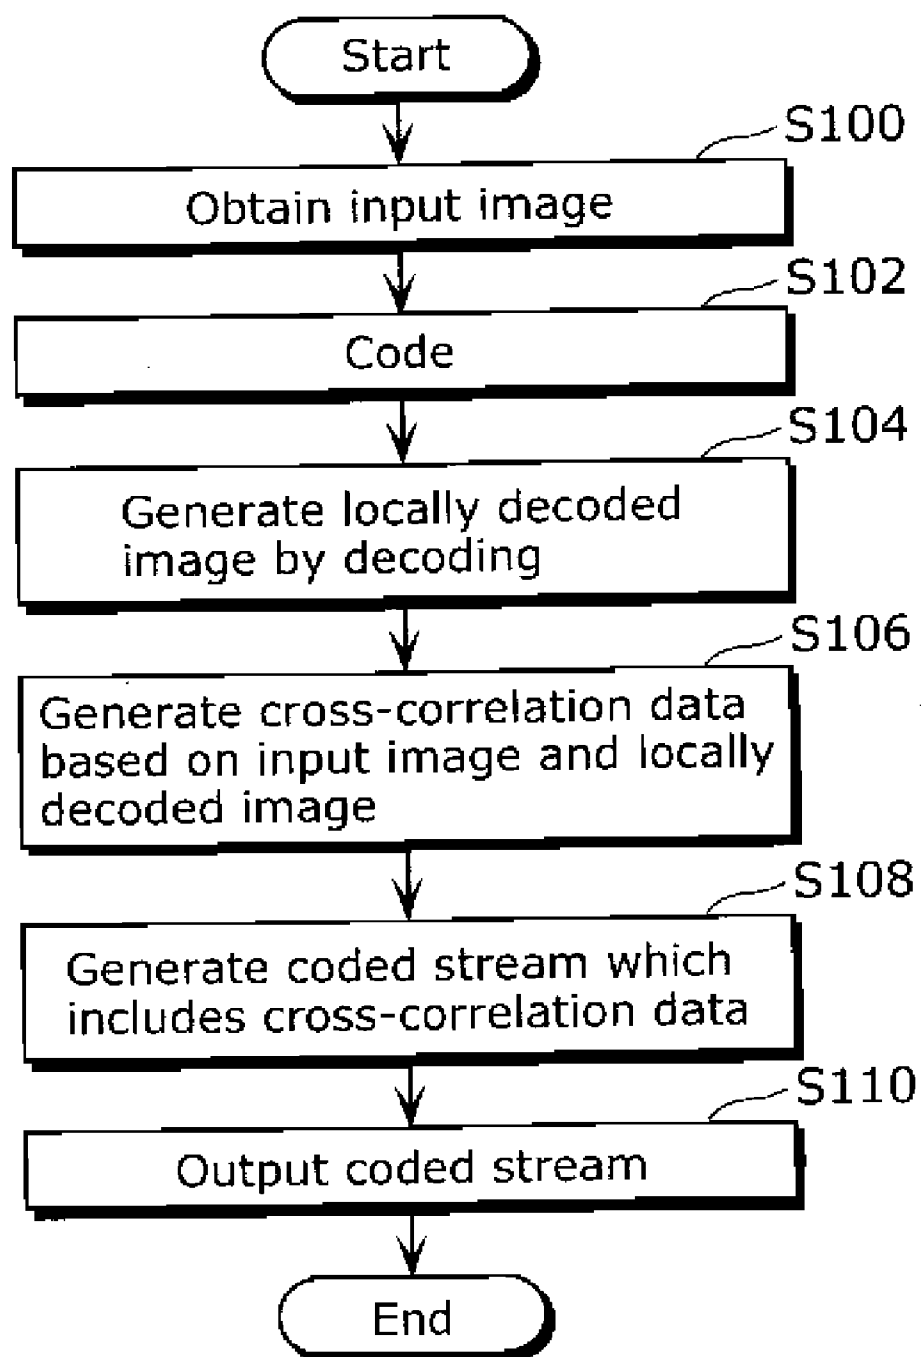 Start
S100
Obtain input image
S102
Code
S104
Generate locally decoded
image by decoding
S106
Generate cross-correlation data
based on input image and locally
decoded image
S108
Generate coded stream which
includes cross-correlation data
S110
Output coded stream
End